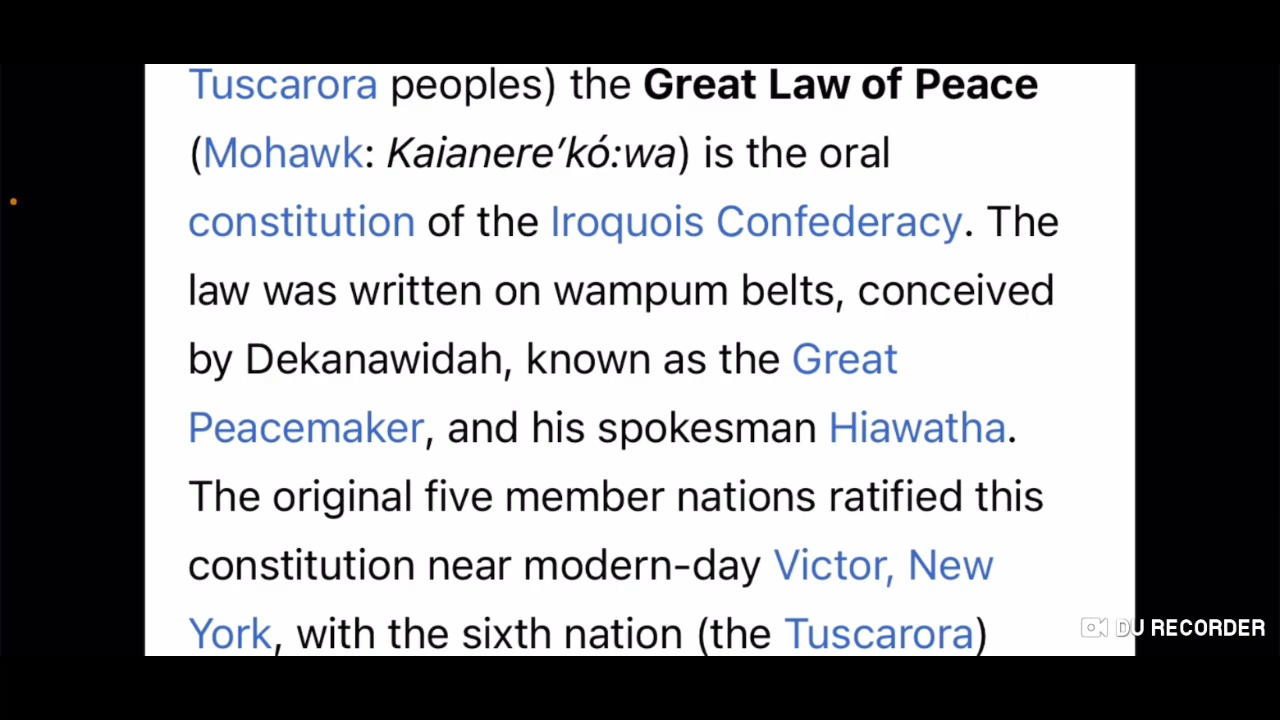 Tuscarora peoples) the Great Law of Peace
(Mohawk: Kaianere’kó:wa) is the oral
constitution of the Iroquois Confederacy. The
law was written on wampum belts, conceived
by Dekanawidah, known as the Great
Peacemaker, and his spokesman Hiawatha.
The original five member nations ratified this
constitution near modern-day Victor, New
York, with the sixth nation (the Tuscarora)
DU RECORDER